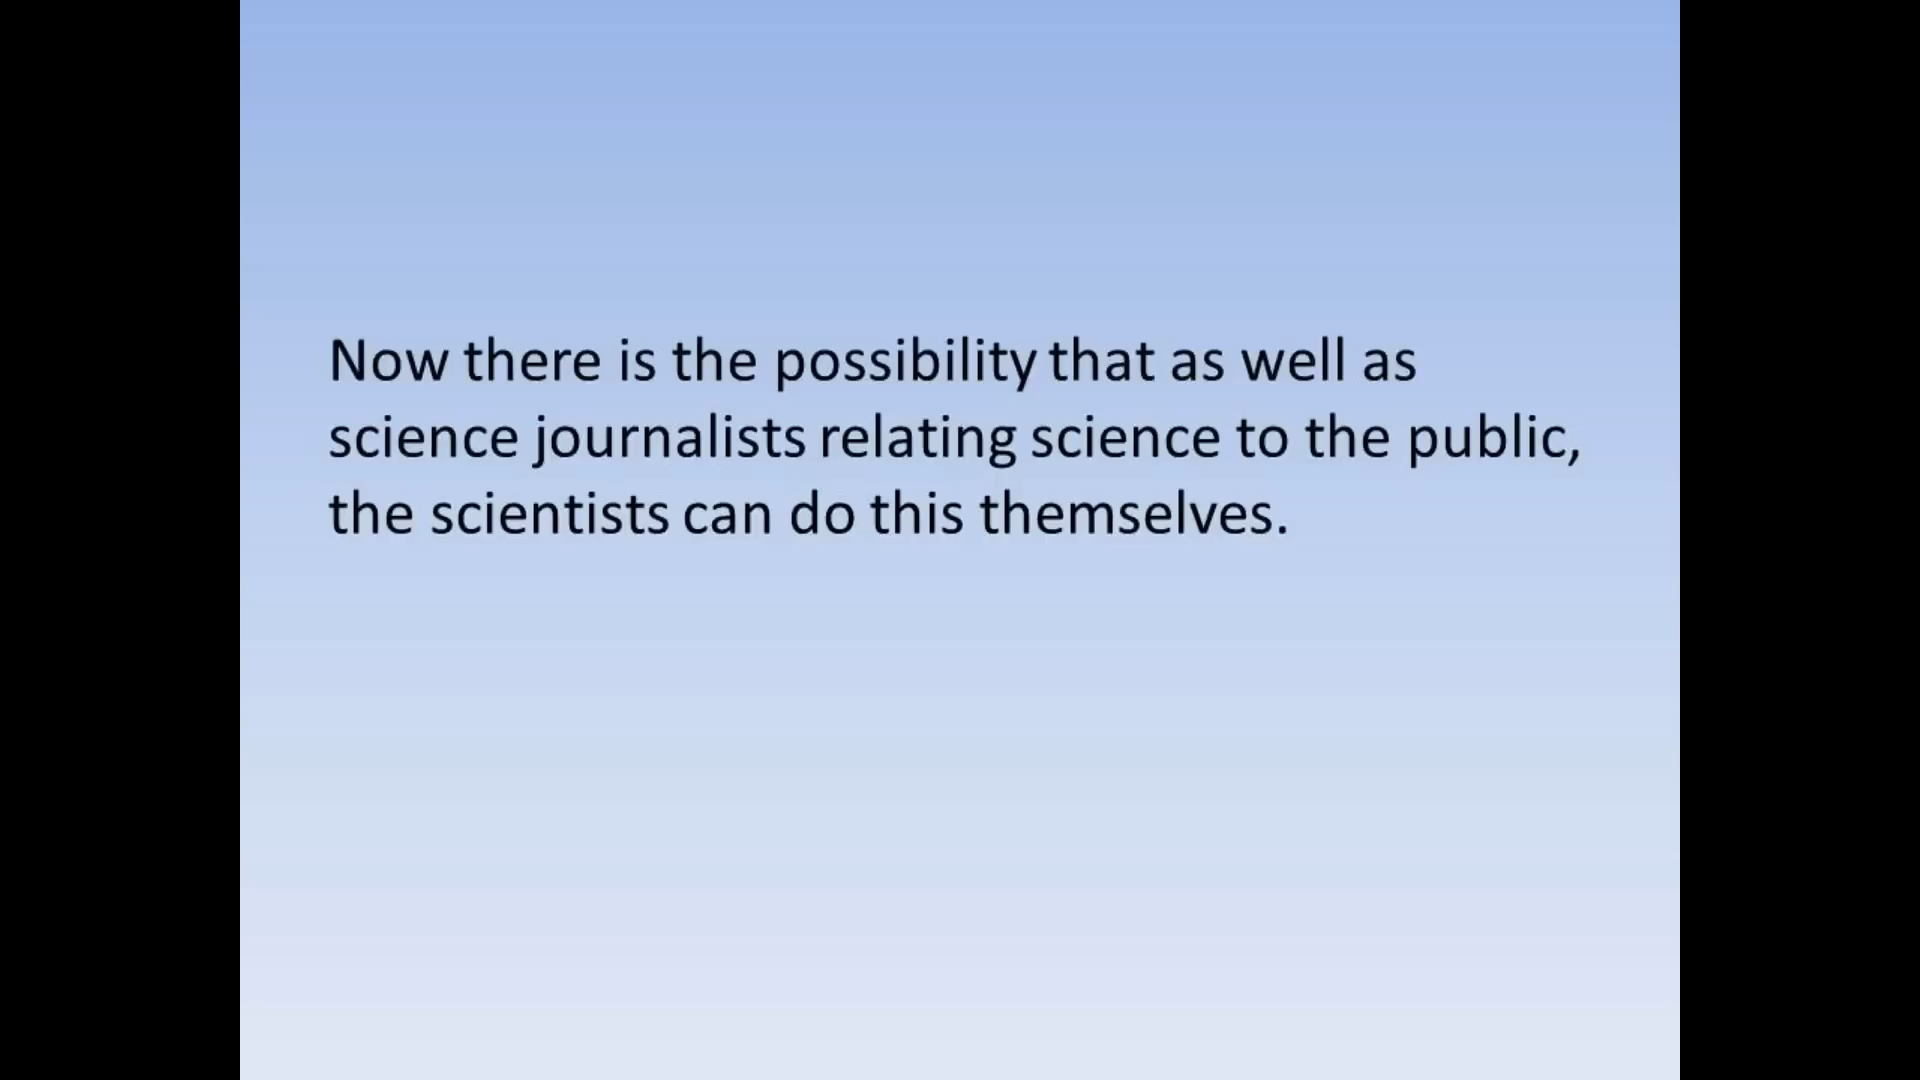 Now there is the possibility that as well as
science journalists relating science to the public,
the scientists can do this themselves.